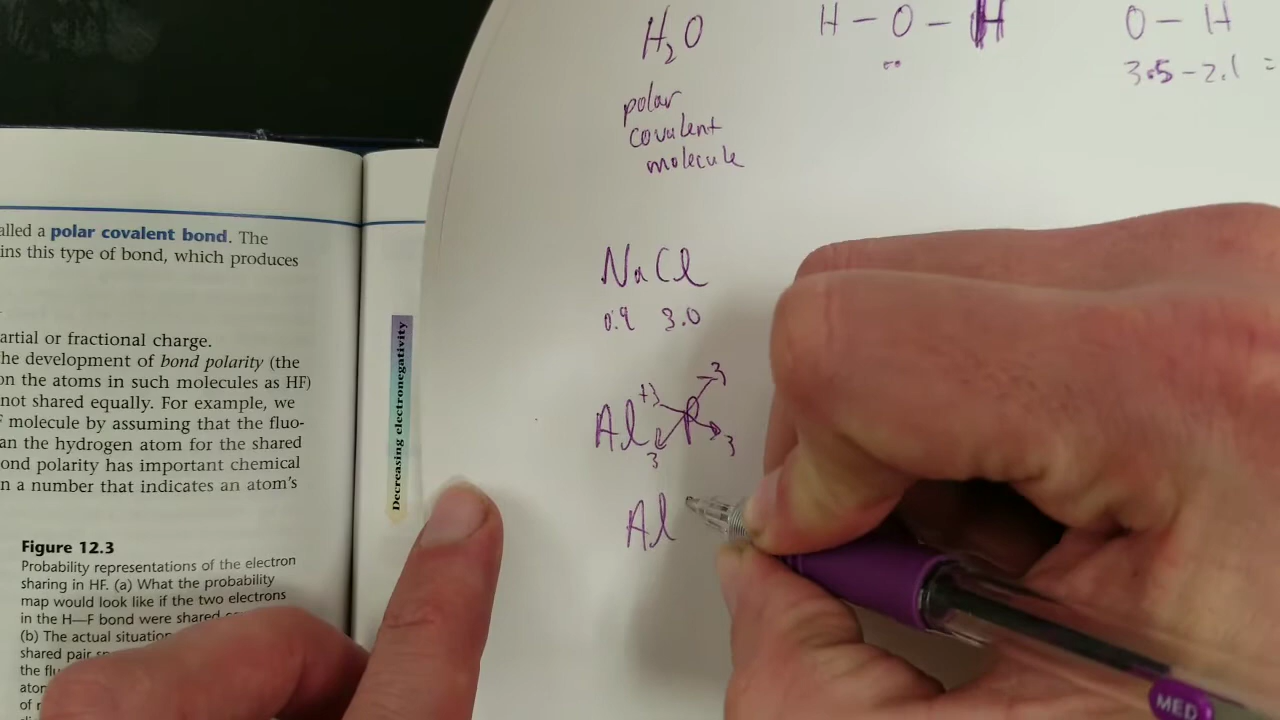 alled a polar covalent bond. The
ins this type of bond, which produces
artial or fractional charge.
he development of bond polarity (the
on the atoms in such molecules as HF)
not shared equally. For example, we
F molecule by assuming that the fluo-
an the hydrogen atom for the shared
ond polarity has important chemical
n a number that indicates an atom's
Figure 12.3
Probability representations of the electron
sharing in HF. (a) What the probability
map would look like if the two electrons
in the H—F bond were shared
(b) The actual situation
shared pair
the flu
ator
of
Decreasing electronegativity
H₂O
polar
covalent
molecule
H – O – H
O – H
3.5 – 2.1 =
NaCl
0.9 3.0
Al +3 P -3
3 3
Al
MED